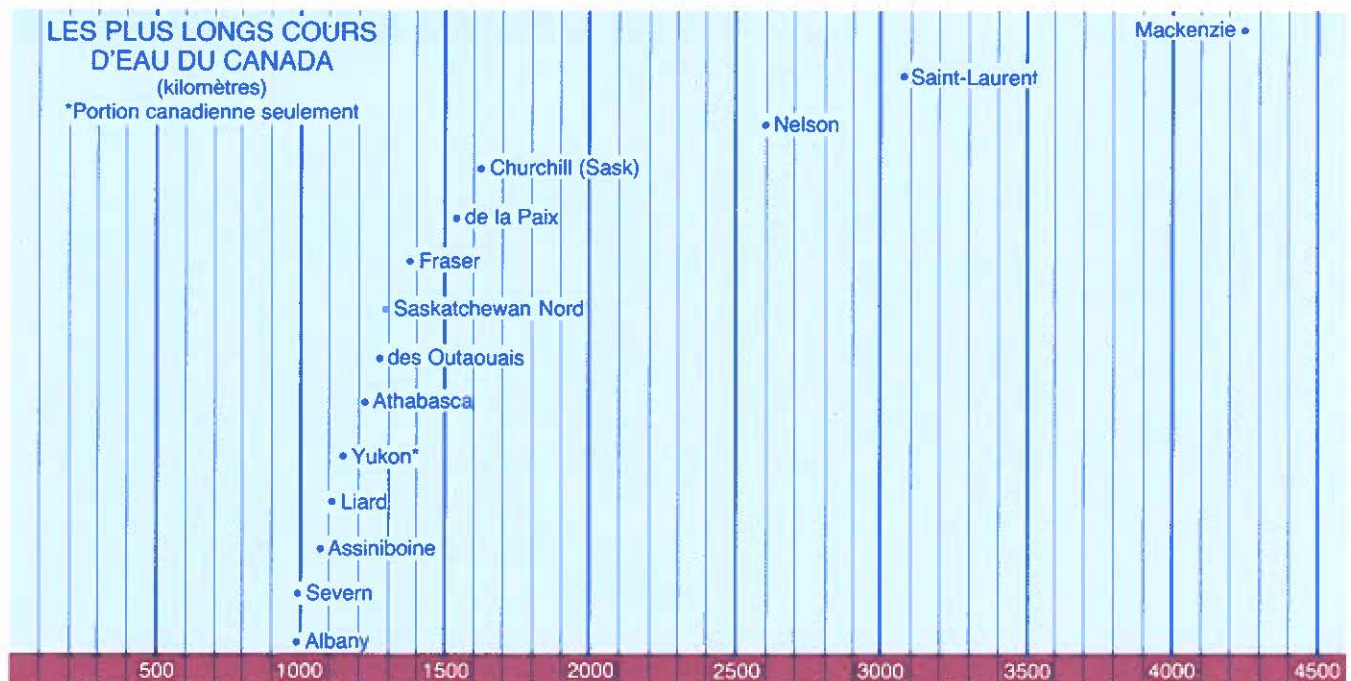 LES PLUS LONGS COURS
D'EAU DU CANADA
(kilomètres)
*Portion canadienne seulement
Mackenzie
Saint-Laurent
Nelson
Churchill (Sask)
de la Paix
Fraser
Saskatchewan Nord
des Outaouais
Athabasca
Yukon*
Liard
Assiniboine
Severn
Albany
500 1000 1500 2000 2500 3000 3500 4000 4500